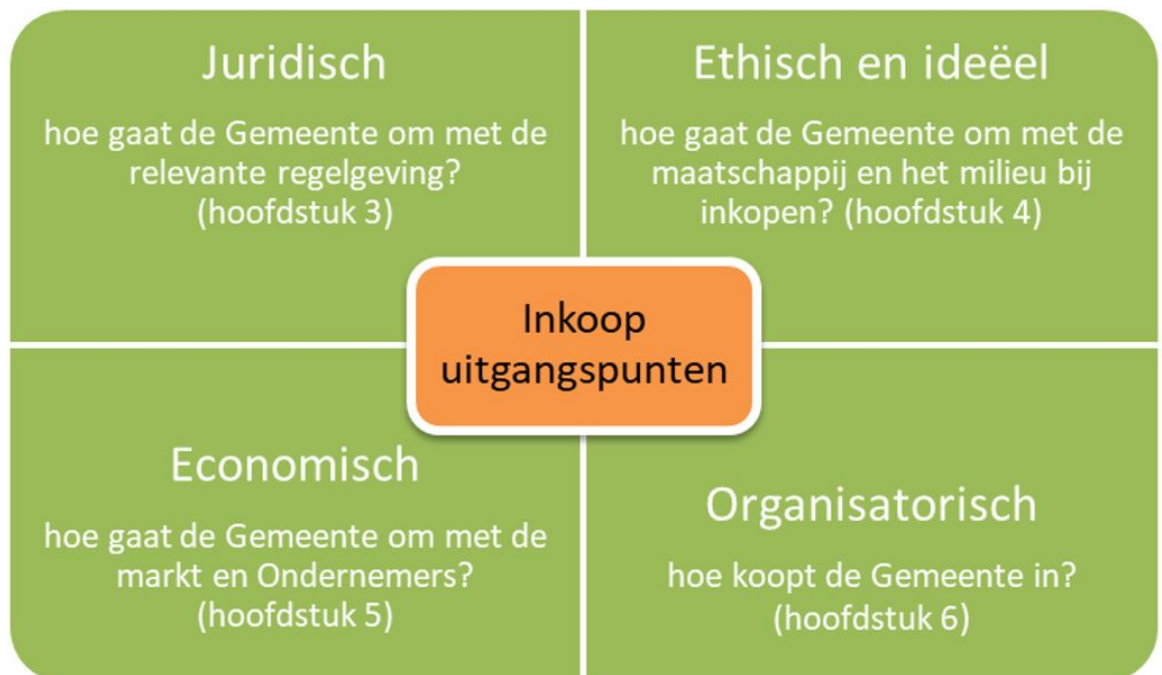 Juridisch
hoe gaat de Gemeente om met de
relevante regelgeving?
(hoofdstuk 3)
Ethisch en ideëel
hoe gaat de Gemeente om met de
maatschappij en het milieu bij
inkopen? (hoofdstuk 4)
Inkoop
uitgangspunten
Economisch
hoe gaat de Gemeente om met de
markt en Ondernemers?
(hoofdstuk 5)
Organisatorisch
hoe koopt de Gemeente in?
(hoofdstuk 6)